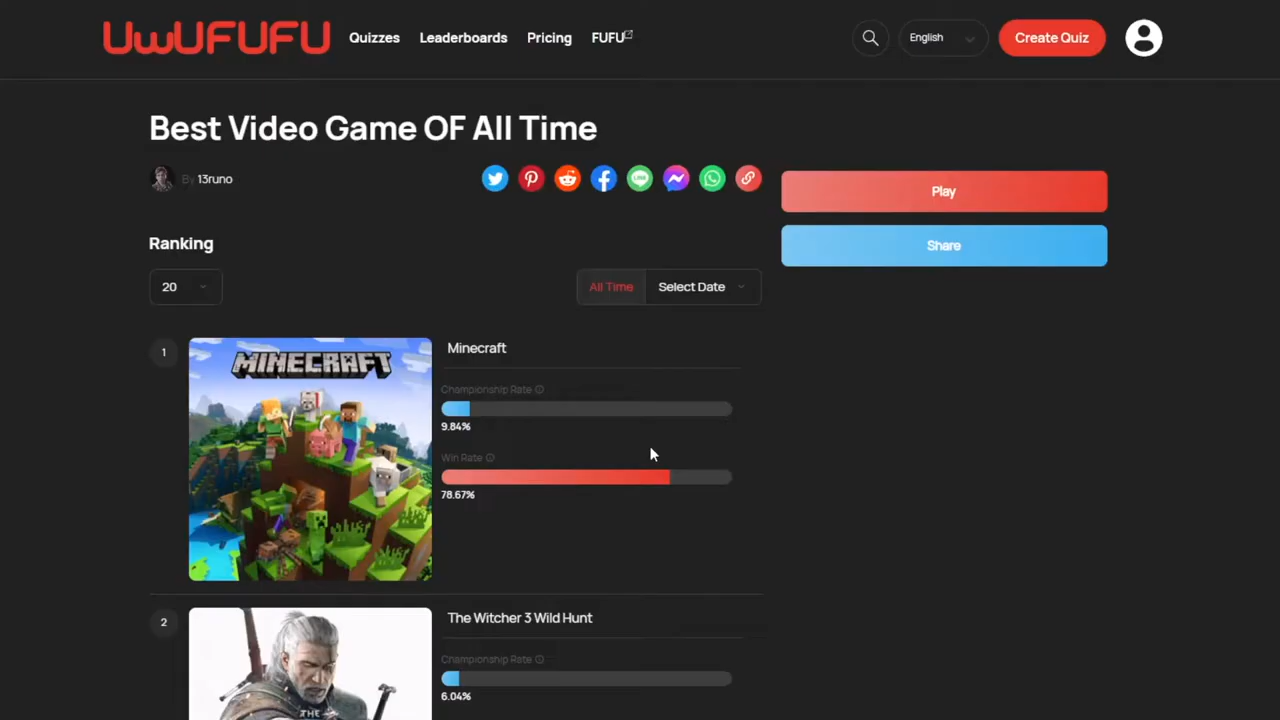 UwUFUFU
Quizzes
Leaderboards
Pricing
FUFU
English
Create Quiz
Best Video Game OF All Time
By 13runo
LINE
Play
Share
Ranking
20
All Time
Select Date
1
MINECRAFT
Minecraft
Championship Rate
9.84%
Win Rate
78.67%
2
THE
The Witcher 3 Wild Hunt
Championship Rate
6.04%